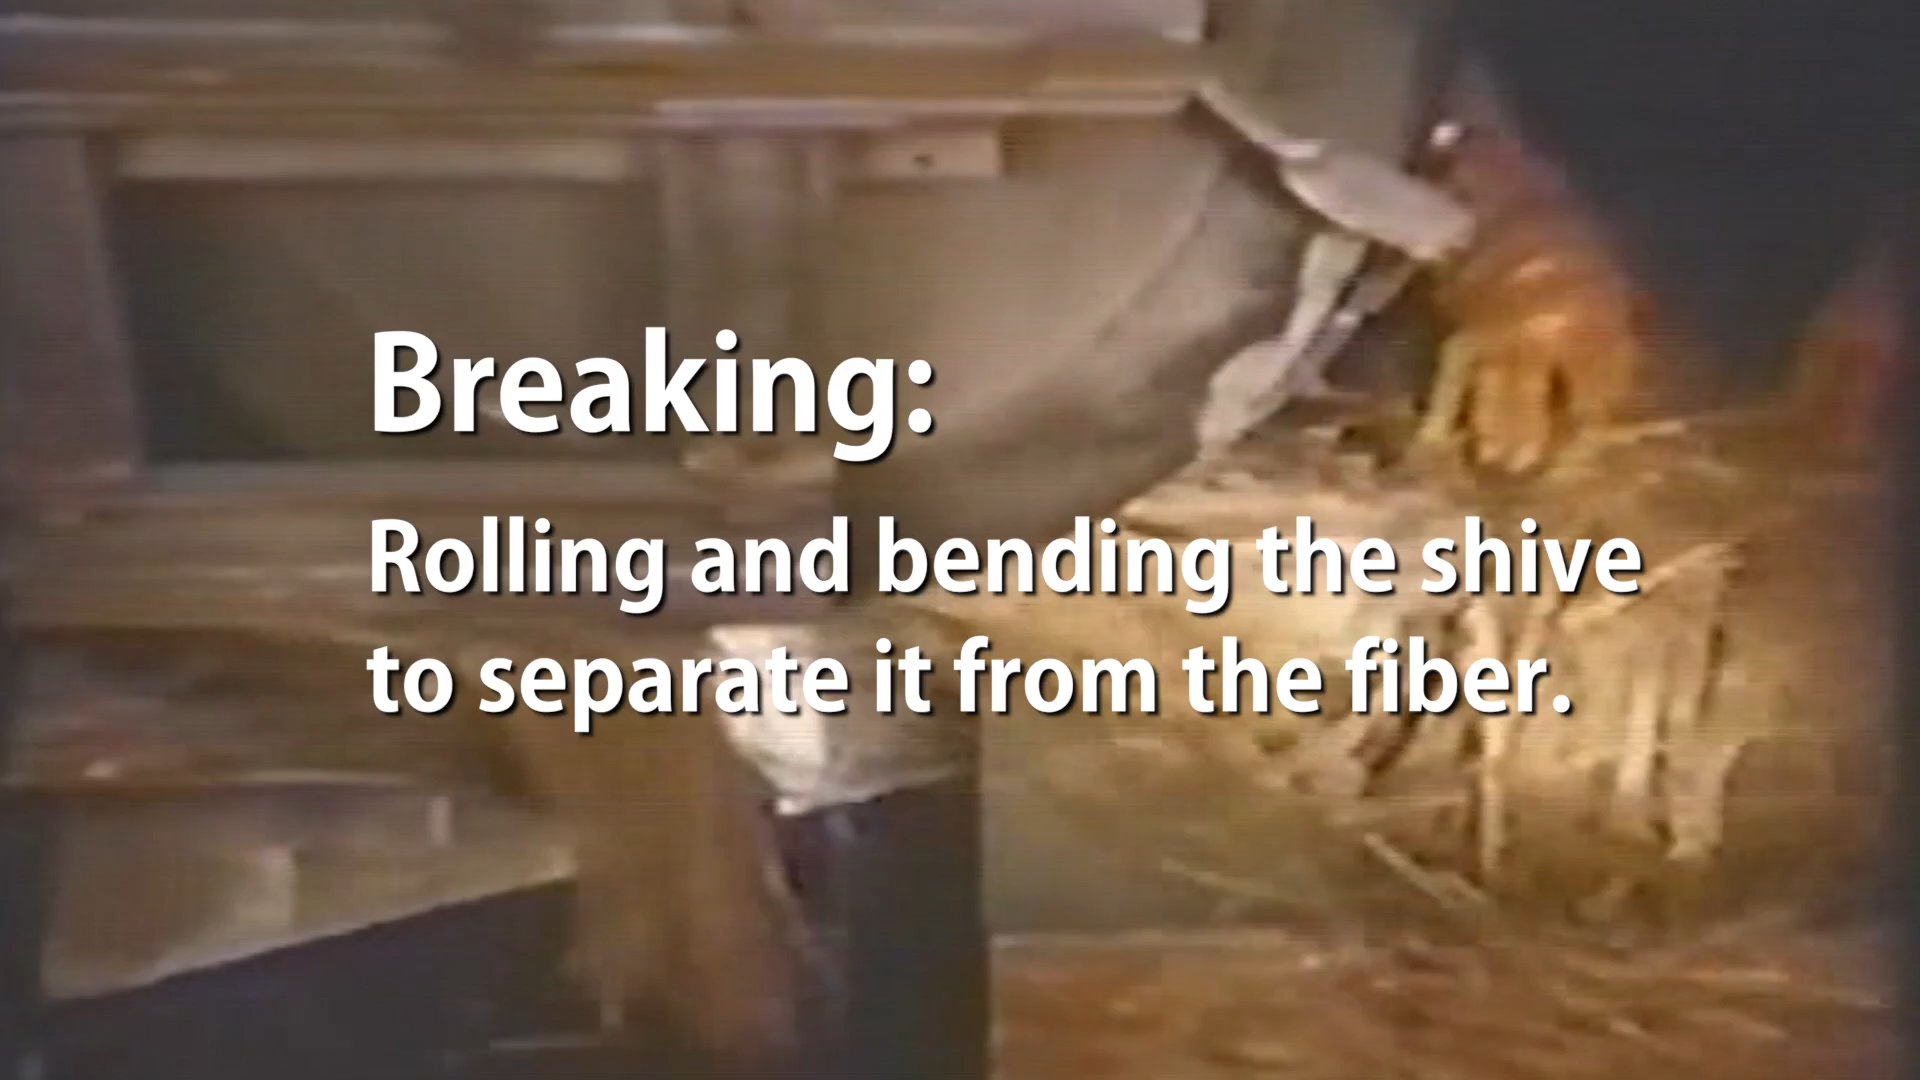 Breaking:
Rolling and bending the shive
to separate it from the fiber.